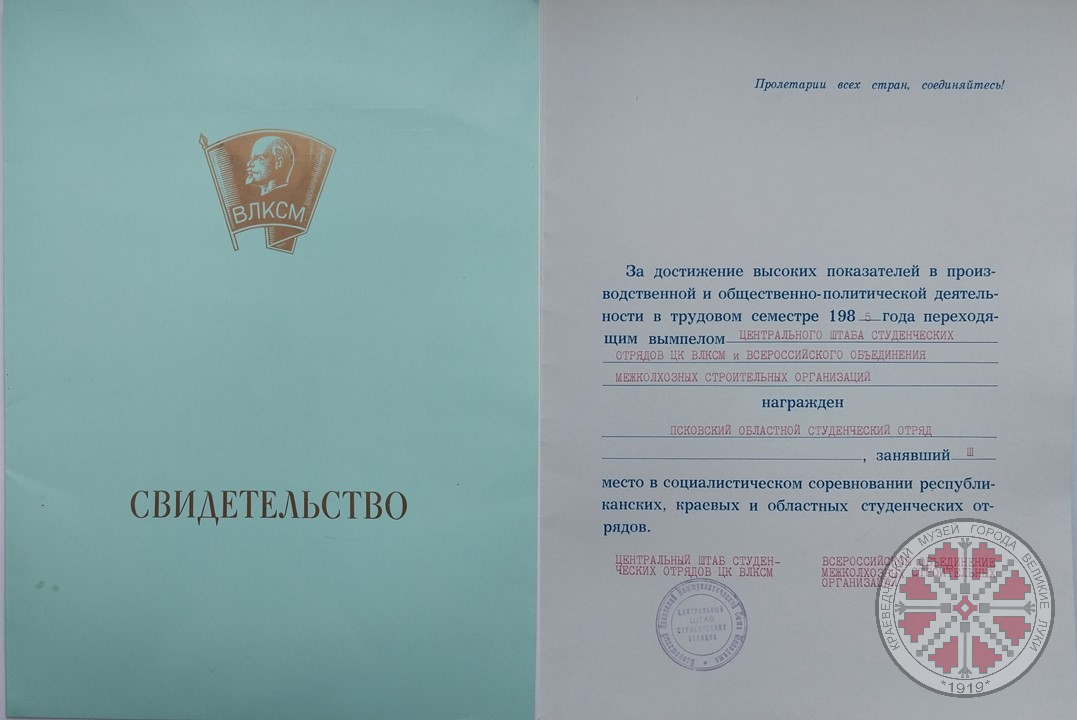 ВЛКСМ
СВИДЕТЕЛЬСТВО
Пролетарии всех стран, соединяйтесь!
За достижение высоких показателей в произ-
водственной и общественно-политической деятель-
ности в трудовом семестре 1985 года переходя-
щим вымпелом ЦЕНТРАЛЬНОГО ШТАБА СТУДЕНЧЕСКИХ
ОТРЯДОВ ЦК ВЛКСМ и ВСЕРОССИЙСКОГО ОБЪЕДИНЕНИЯ
МЕЖКОЛХОЗНЫХ СТРОИТЕЛЬНЫХ ОРГАНИЗАЦИЙ
награжден
ПСКОВСКИЙ ОБЛАСТНОЙ СТУДЕНЧЕСКИЙ ОТРЯД
, занявший Ш
место в социалистическом соревновании республи-
канских, краевых и областных студенческих от-
рядов.
ЦЕНТРАЛЬНЫЙ ШТАБ СТУДЕН-
ЧЕСКИХ ОТРЯДОВ ЦК ВЛКСМ
ВСЕРОССИЙСКОЕ ОБЪЕДИНЕНИЕ
МЕЖКОЛХОЗНЫХ СТРОИТЕЛЬНЫХ
ОРГАНИЗАЦИЙ
ЦЕНТРАЛЬНЫЙ
ШТАБ
СТУДЕНЧЕСКИХ
ОТРЯДОВ
КРАЕВЕДЧЕСКИЙ МУЗЕЙ ГОРОДА ВЕЛИКИЕ ЛУКИ
*1919*